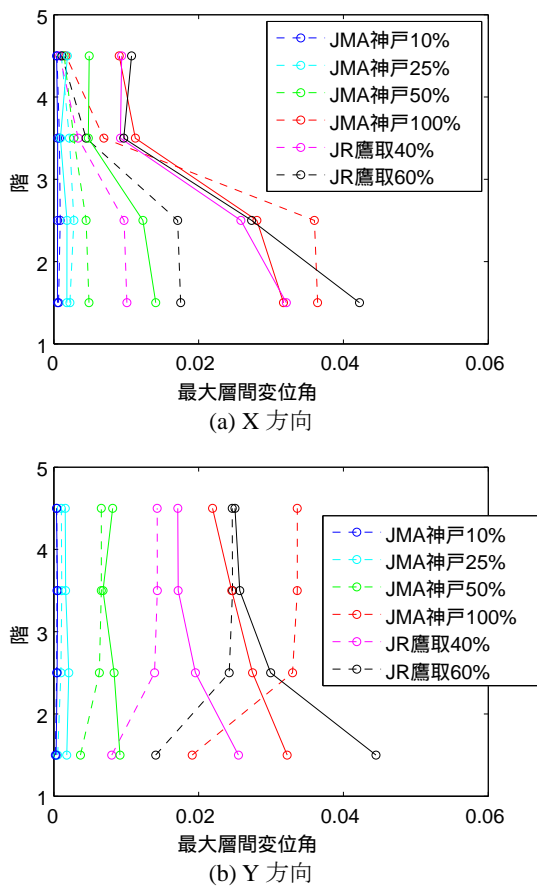 5
4
3
2
1
階
JMA神戸10%
JMA神戸25%
JMA神戸50%
JMA神戸100%
JR鷹取40%
JR鷹取60%
0
0.02
0.04
0.06
最大層間変位角
(a) X 方向
5
4
3
2
1
階
JMA神戸10%
JMA神戸25%
JMA神戸50%
JMA神戸100%
JR鷹取40%
JR鷹取60%
0
0.02
0.04
0.06
最大層間変位角
(b) Y 方向